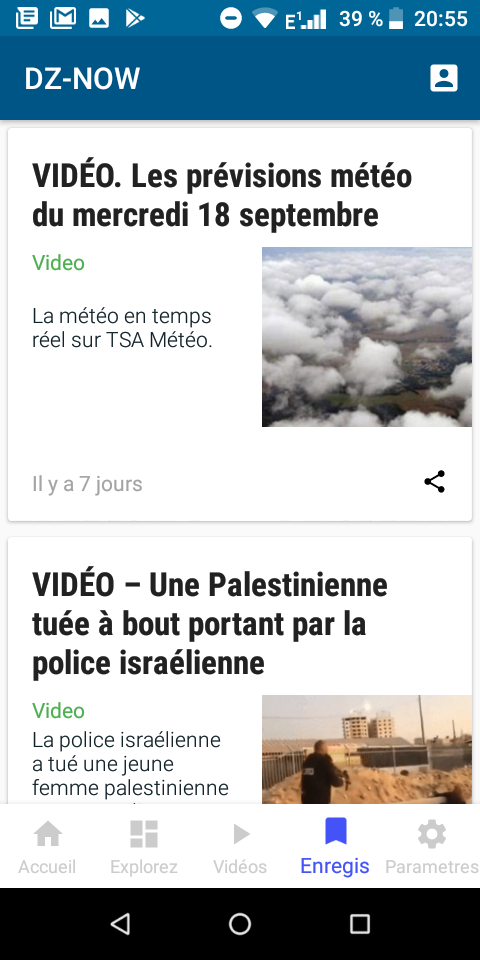 E 39 % 20:55
DZ-NOW
VIDÉO. Les prévisions météo
du mercredi 18 septembre
Video
La météo en temps
réel sur TSA Météo.
Il y a 7 jours
VIDÉO – Une Palestinienne
tuée à bout portant par la
police israélienne
Video
La police israélienne
a tué une jeune
femme palestinienne
Accueil Explorez Vidéos Enregis Parametres